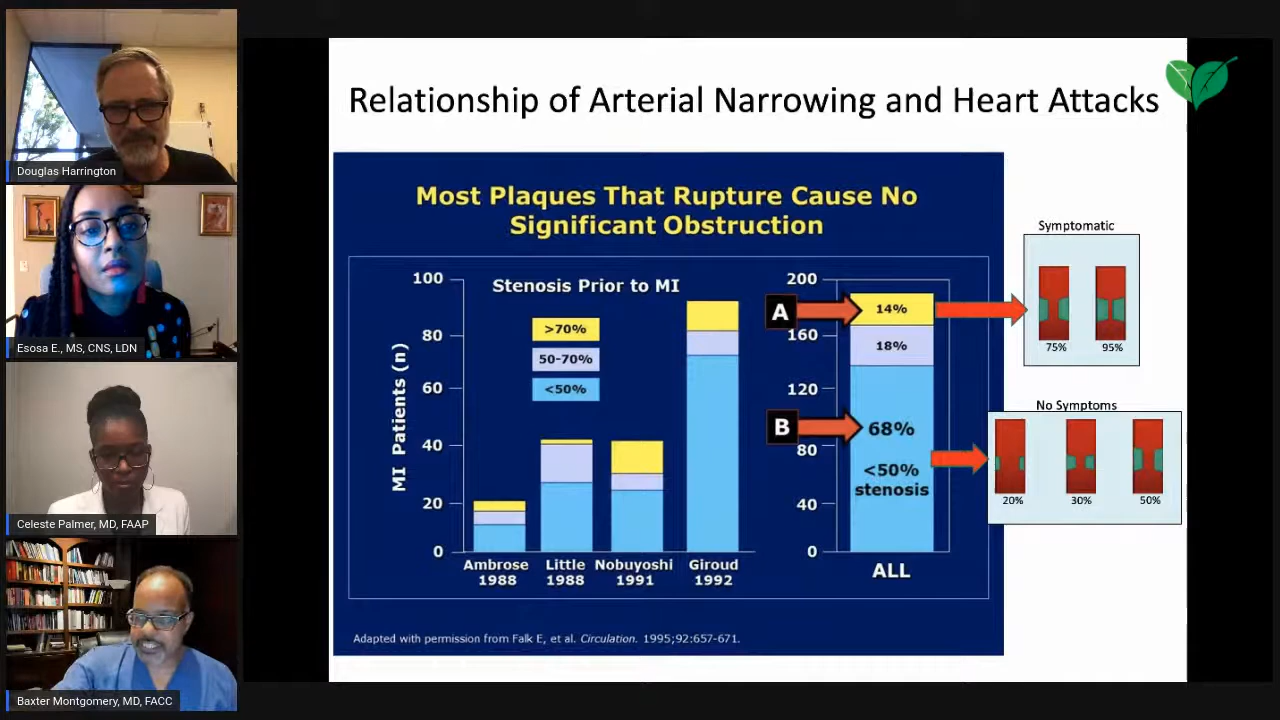 Douglas Harrington
Esosa E., MS, CNS, LDN
Celeste Palmer, MD, FAAP
Baxter Montgomery, MD, FACC
Relationship of Arterial Narrowing and Heart Attacks
Most Plaques That Rupture Cause No
Significant Obstruction
Stenosis Prior to MI
>70%
50-70%
<50%
MI Patients (n)
100
80
60
40
20
0
Ambrose
1988
Little
1988
Nobuyoshi
1991
Giroud
1992
200
160
120
80
40
0
A
B
14%
18%
68%
<50%
stenosis
ALL
Symptomatic
75%
95%
No Symptoms
20%
30%
50%
Adapted with permission from Falk E, et al. Circulation. 1995;92:657-671.